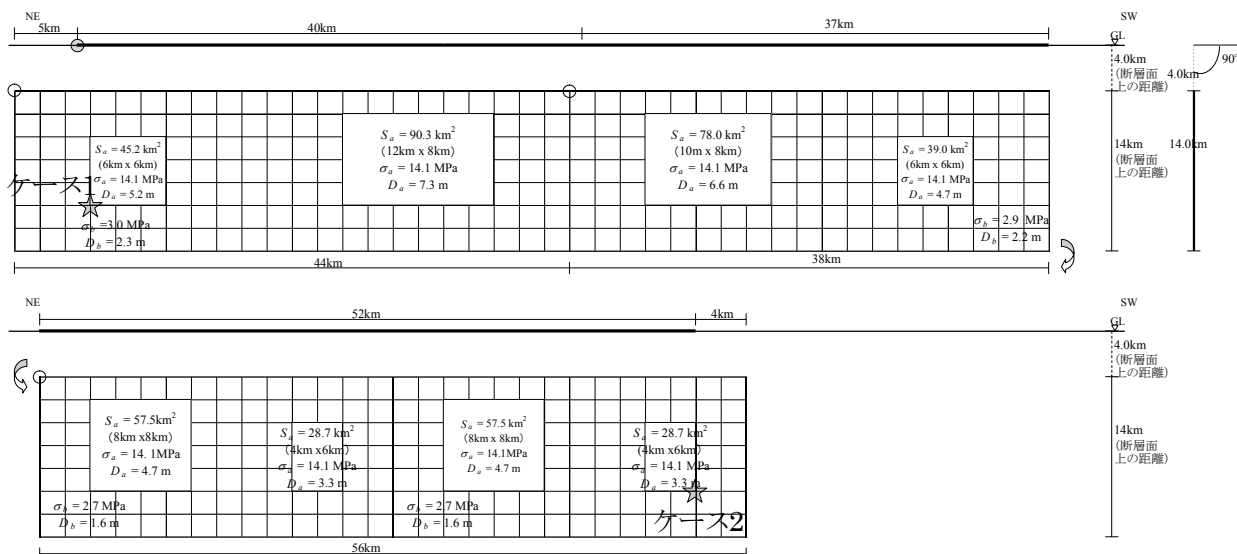 NE
SW
5km
40km
37km
GL
4.0km
(断層面
上の距離)
4.0km
90°
S_a = 45.2 km²
(6km x 6km)
σ_a = 14.1 MPa
D_a = 5.2 m
S_a = 90.3 km²
(12km x 8km)
σ_a = 14.1 MPa
D_a = 7.3 m
S_a = 78.0 km²
(10m x 8km)
σ_a = 14.1 MPa
D_a = 6.6 m
S_a = 39.0 km²
(6km x 6km)
σ_a = 14.1 MPa
D_a = 4.7 m
14km
(断層面
上の距離)
14.0km
ケース1
σ_b = 3.0 MPa
D_b = 2.3 m
σ_b = 2.9 MPa
D_b = 2.2 m
44km
38km
NE
SW
52km
4km
GL
4.0km
(断層面
上の距離)
S_a = 57.5km²
(8km x8km)
σ_a = 14. 1MPa
D_a = 4.7 m
S_a = 28.7 km²
(4km x6km)
σ_a = 14.1 MPa
D_a = 3.3 m
S_a = 57.5 km²
(8km x 8km)
σ_a = 14.1MPa
D_a = 4.7 m
S_a = 28.7 km²
(4km x6km)
σ_a = 14.1 MPa
D_a = 3.3 m
14km
(断層面
上の距離)
σ_b = 2.7 MPa
D_b = 1.6 m
σ_b = 2.7 MPa
D_b = 1.6 m
ケース2
56km